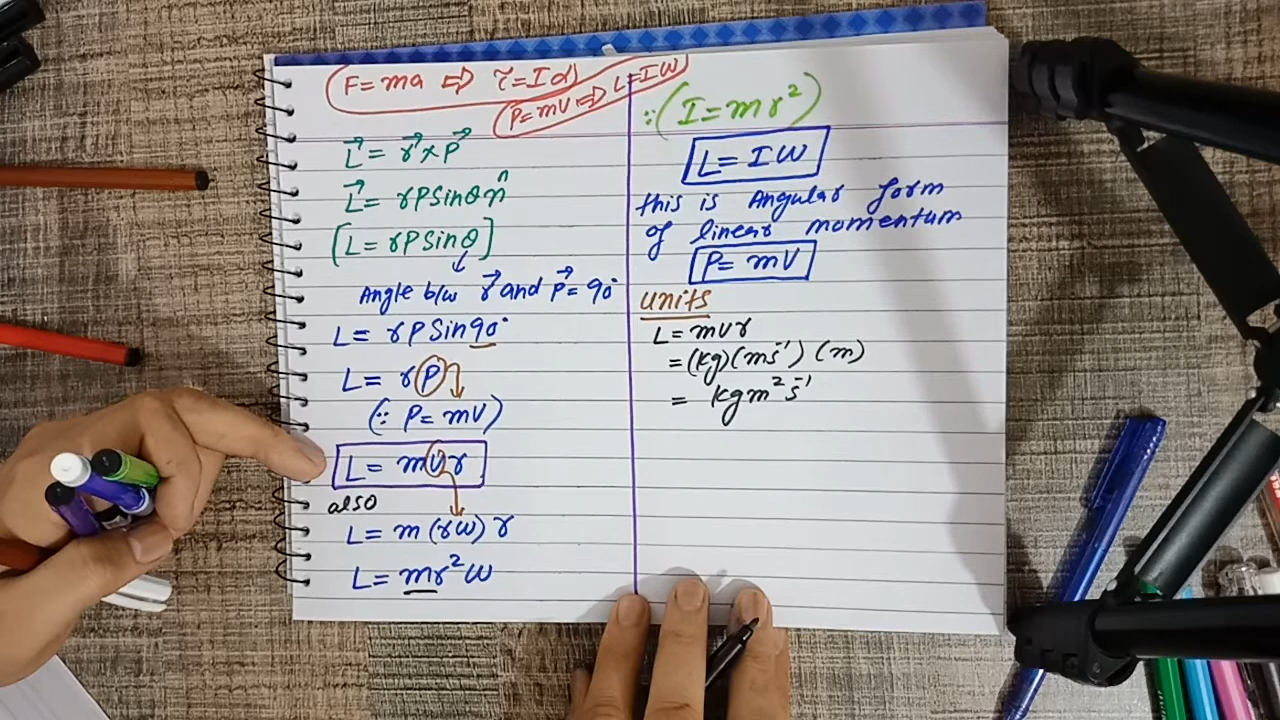 F = ma ⇒ τ = Iα
P = mV ⇒ L = Iω
L⃗ = r⃗ × P⃗
L⃗ = rPSinθ n̂
[L = rPSinθ]
Angle b/w r⃗ and P⃗ = 90°
L = rPSin90°
L = rP
(∵ P = mV)
L = mVr
also
L = m(rω)r
L = mr²ω
∵ (I = mr²)
L = Iω
this is Angular form
of linear momentum
P = mV
units
L = mvr
= (kg)(ms⁻¹)(m)
= kgm²s⁻¹